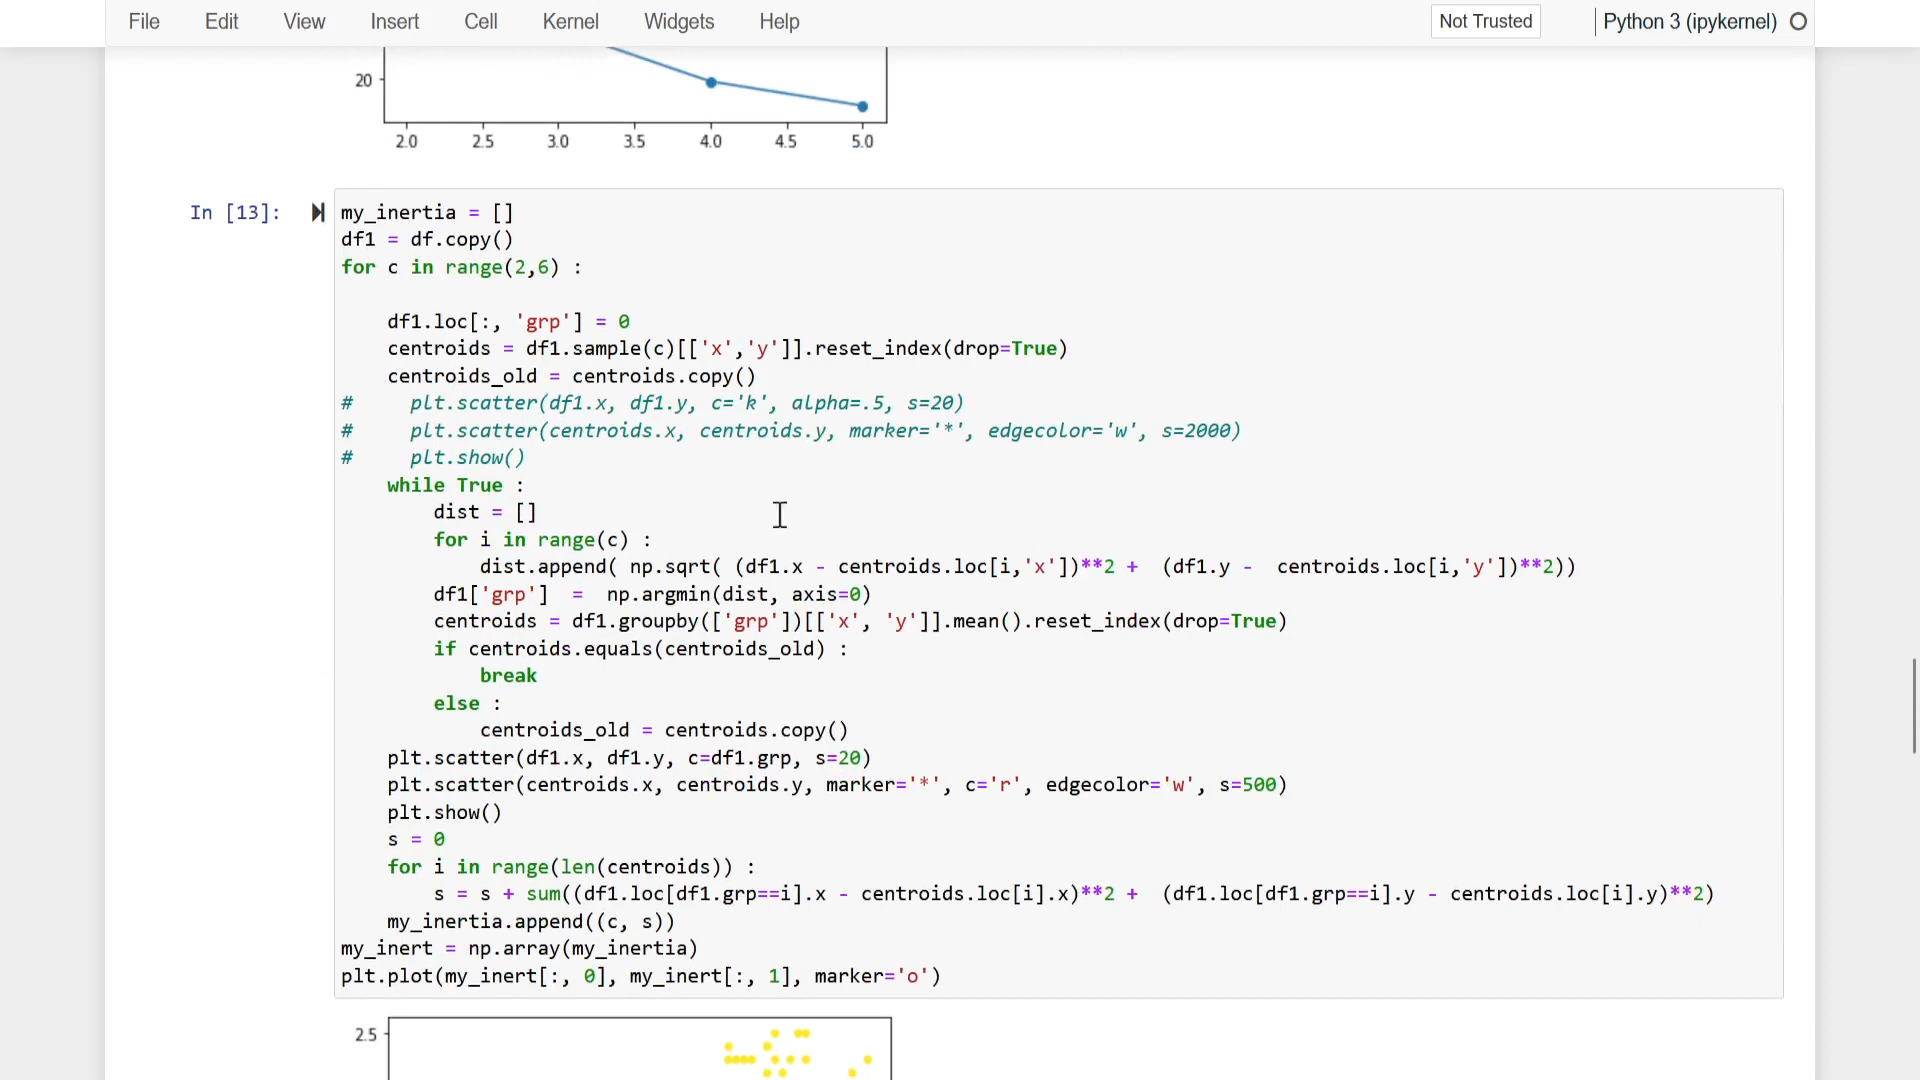 File Edit View Insert Cell Kernel Widgets Help Not Trusted Python 3 (ipykernel)
20
2.0 2.5 3.0 3.5 4.0 4.5 5.0
In [13]: my_inertia = []
df1 = df.copy()
for c in range(2,6) :
    df1.loc[:, 'grp'] = 0
    centroids = df1.sample(c)[['x','y']].reset_index(drop=True)
    centroids_old = centroids.copy()
#     plt.scatter(df1.x, df1.y, c='k', alpha=.5, s=20)
#     plt.scatter(centroids.x, centroids.y, marker='*', edgecolor='w', s=2000)
#     plt.show()
    while True :
        dist = []
        for i in range(c) :
            dist.append( np.sqrt( (df1.x - centroids.loc[i,'x'])**2 +  (df1.y -  centroids.loc[i,'y'])**2))
        df1['grp']  =  np.argmin(dist, axis=0)
        centroids = df1.groupby(['grp'])[['x', 'y']].mean().reset_index(drop=True)
        if centroids.equals(centroids_old) :
            break
        else :
            centroids_old = centroids.copy()
    plt.scatter(df1.x, df1.y, c=df1.grp, s=20)
    plt.scatter(centroids.x, centroids.y, marker='*', c='r', edgecolor='w', s=500)
    plt.show()
    s = 0
    for i in range(len(centroids)) :
        s = s + sum((df1.loc[df1.grp==i].x - centroids.loc[i].x)**2 +  (df1.loc[df1.grp==i].y - centroids.loc[i].y)**2)
    my_inertia.append((c, s))
my_inert = np.array(my_inertia)
plt.plot(my_inert[:, 0], my_inert[:, 1], marker='o')
2.5